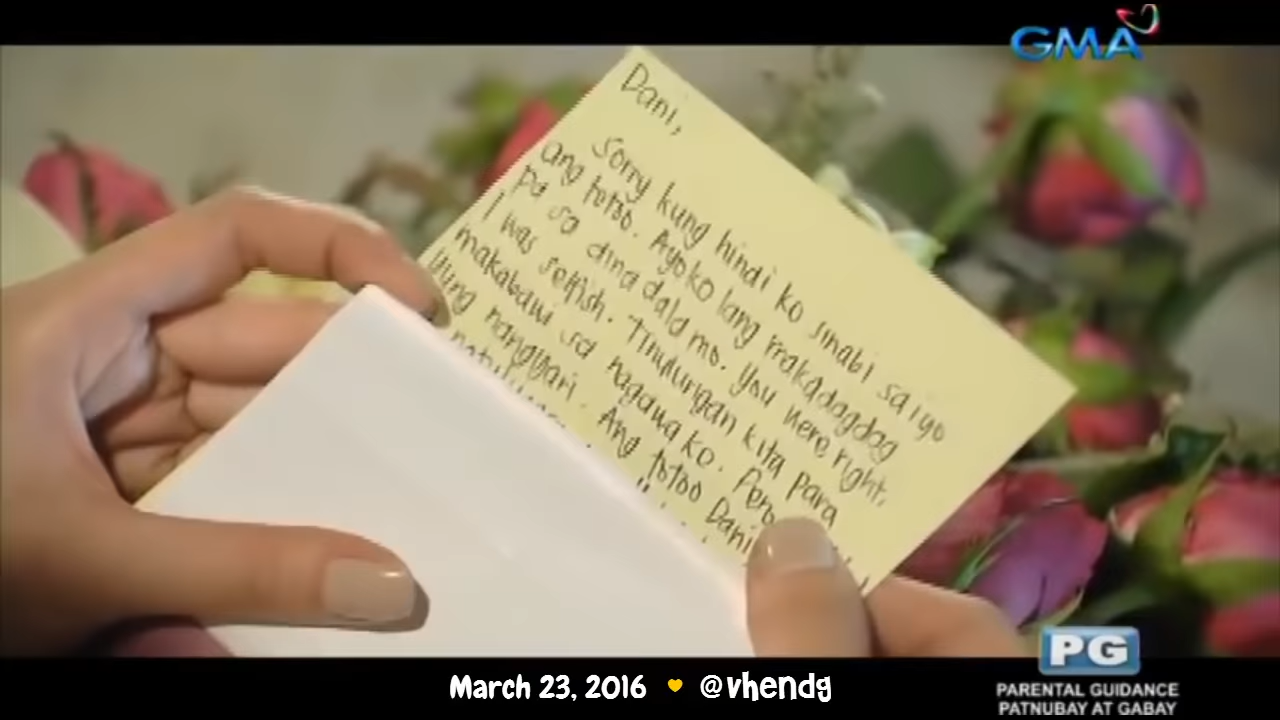 GMA
Dani,
Sorry kung hindi ko sinabi sa iyo
ang totoo. Ayoko lang makadagdag
pa sa dinadala mo. You were right,
I was selfish. Tinulungan kita para
makabawi sa nagawa ko. Pero
yung nangyari. Ang totoo Dani
PG
PARENTAL GUIDANCE
PATNUBAY AT GABAY
March 23, 2016 @vhendg